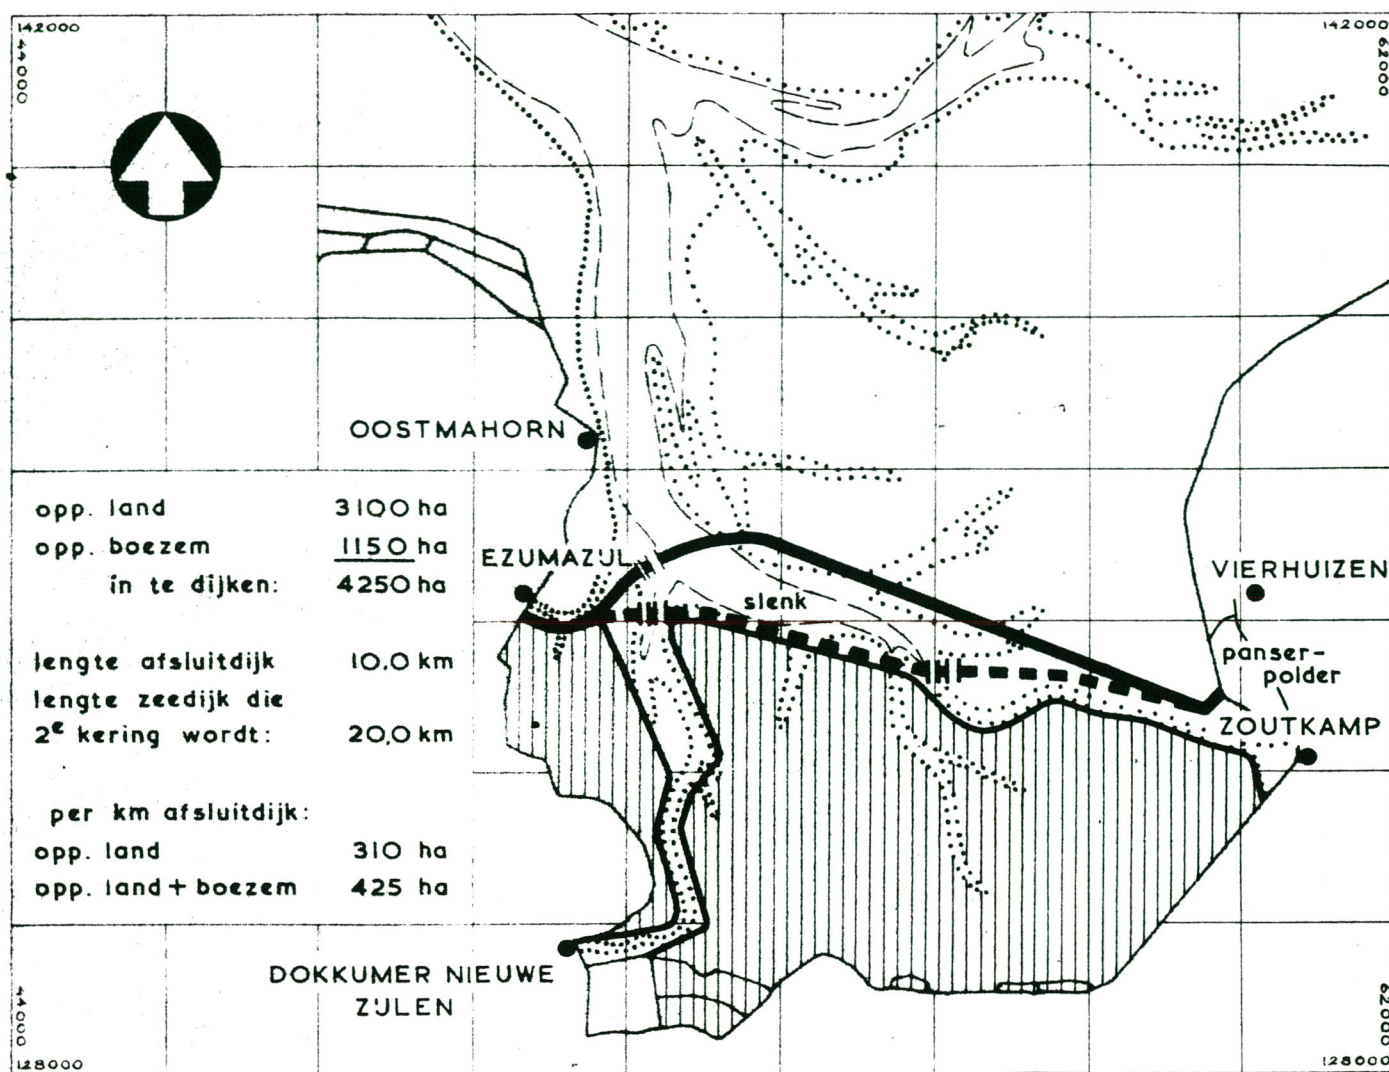 142000
44000
142000
62000
OOSTMAHORN
opp. land 3100 ha
opp. boezem 1150 ha
in te dijken: 4250 ha
lengte afsluitdijk 10.0 km
lengte zeedijk die
2e kering wordt: 20,0 km
per km afsluitdijk:
opp. land 310 ha
opp. land + boezem 425 ha
EZUMAZIJL
slenk
VIERHUIZEN
panser-
polder
ZOUTKAMP
DOKKUMER NIEUWE
ZIJLEN
44000
128000
62000
128000